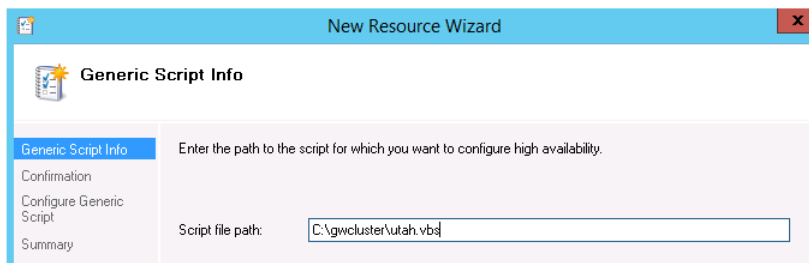 New Resource Wizard
x
Generic Script Info
Generic Script Info
Enter the path to the script for which you want to configure high availability.
Confirmation
Configure Generic
Script
Script file path:
C:\gwcluster\utah.vbs
Summary